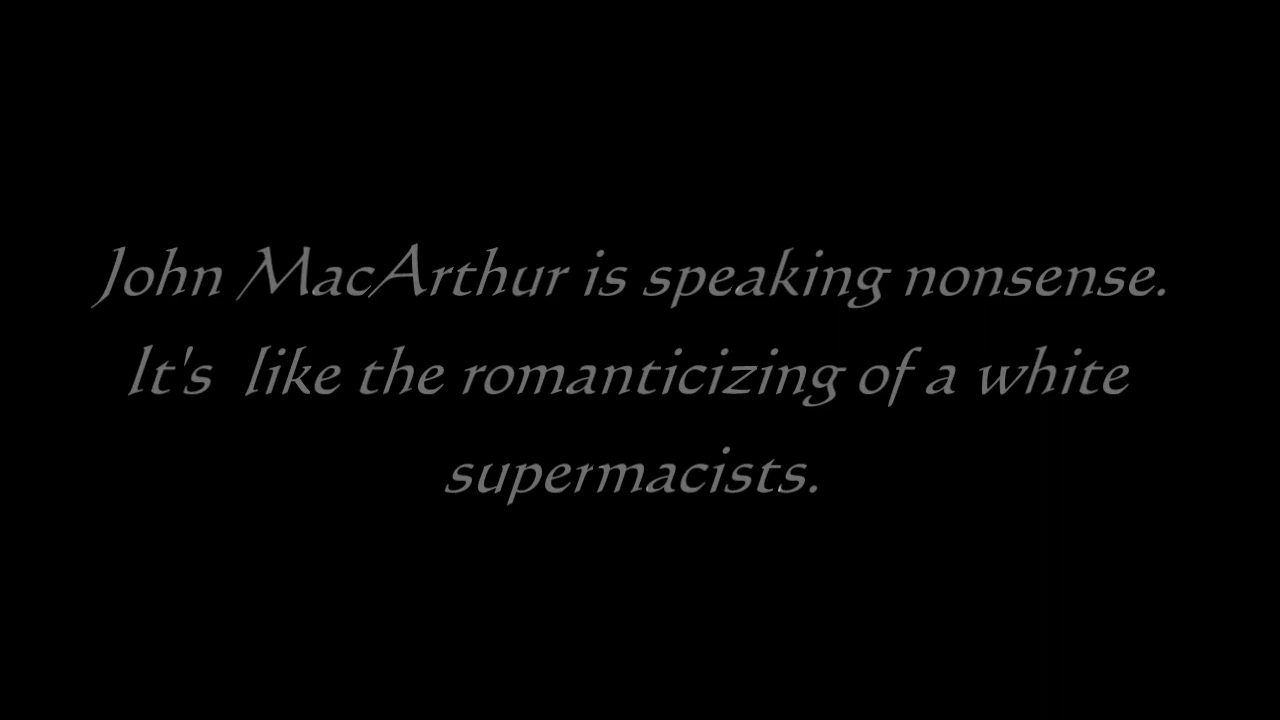 John MacArthur is speaking nonsense.
It's  like the romanticizing of a white
supermacists.